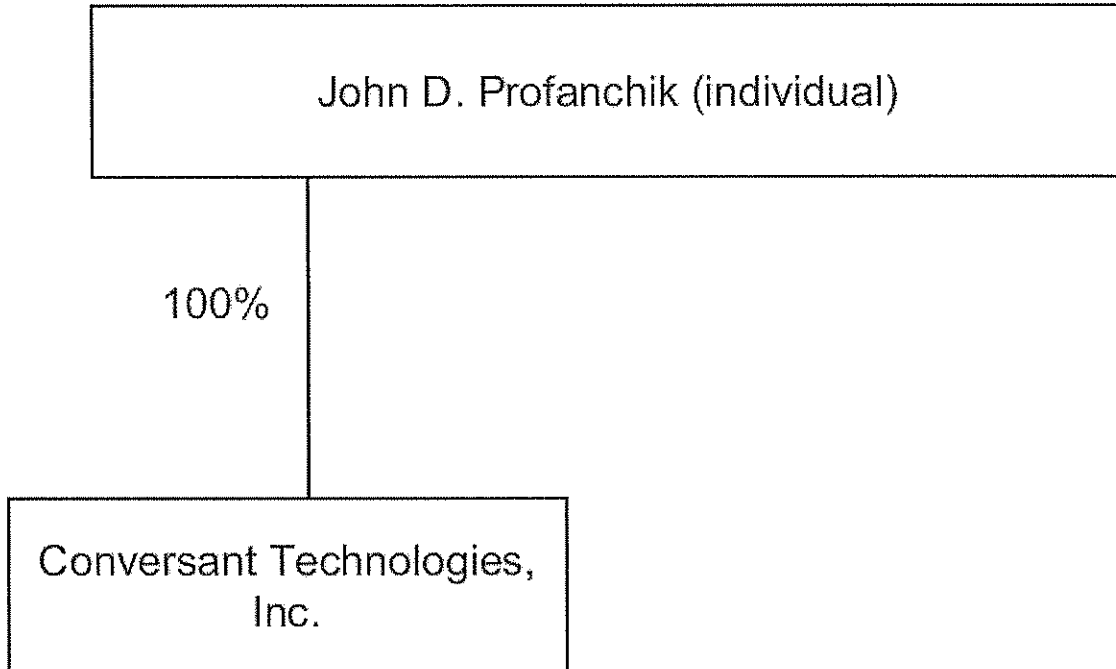 John D. Profanchik (individual)
100%
Conversant Technologies,
Inc.